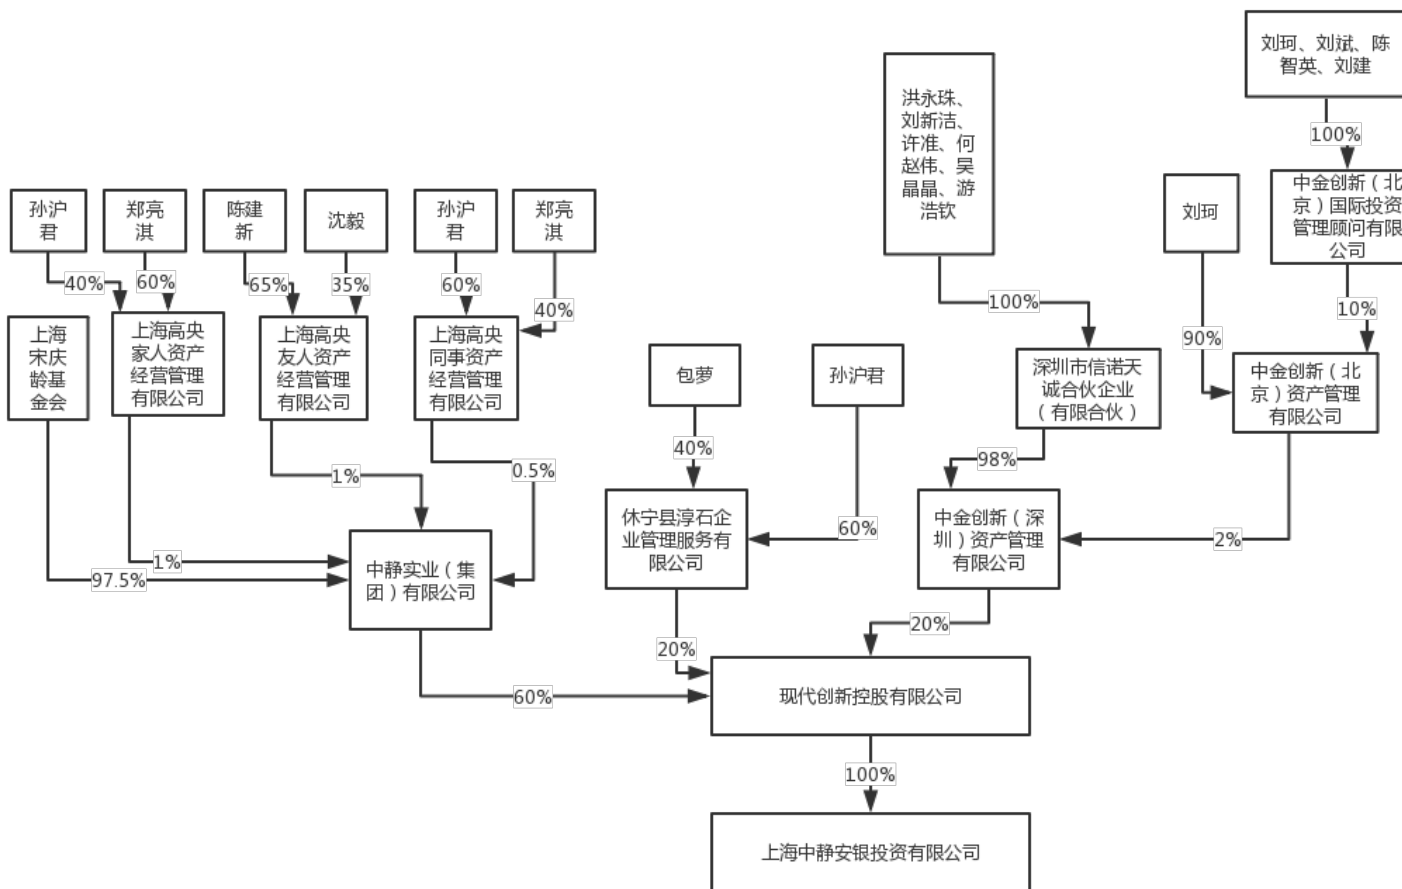 刘珂、刘斌、陈
智英、刘建
洪永珠、
刘新洁、
许准、何
赵伟、吴
晶晶、游
浩钦
100%
孙沪
君
郑亮
淇
陈建
新
沈毅
孙沪
君
郑亮
淇
刘珂
中金创新（北
京）国际投资
管理顾问有限
公司
40%
60%
65%
35%
60%
40%
100%
90%
10%
上海
宋庆
龄基
金会
上海高央
家人资产
经营管理
有限公司
上海高央
友人资产
经营管理
有限公司
上海高央
同事资产
经营管理
有限公司
包萝
孙沪君
深圳市信诺天
诚合伙企业
（有限合伙）
中金创新（北
京）资产管理
有限公司
1%
0.5%
40%
98%
休宁县淳石企
业管理服务有
限公司
60%
中金创新（深
圳）资产管理
有限公司
2%
1%
97.5%
中静实业（集
团）有限公司
20%
20%
60%
现代创新控股有限公司
100%
上海中静安银投资有限公司